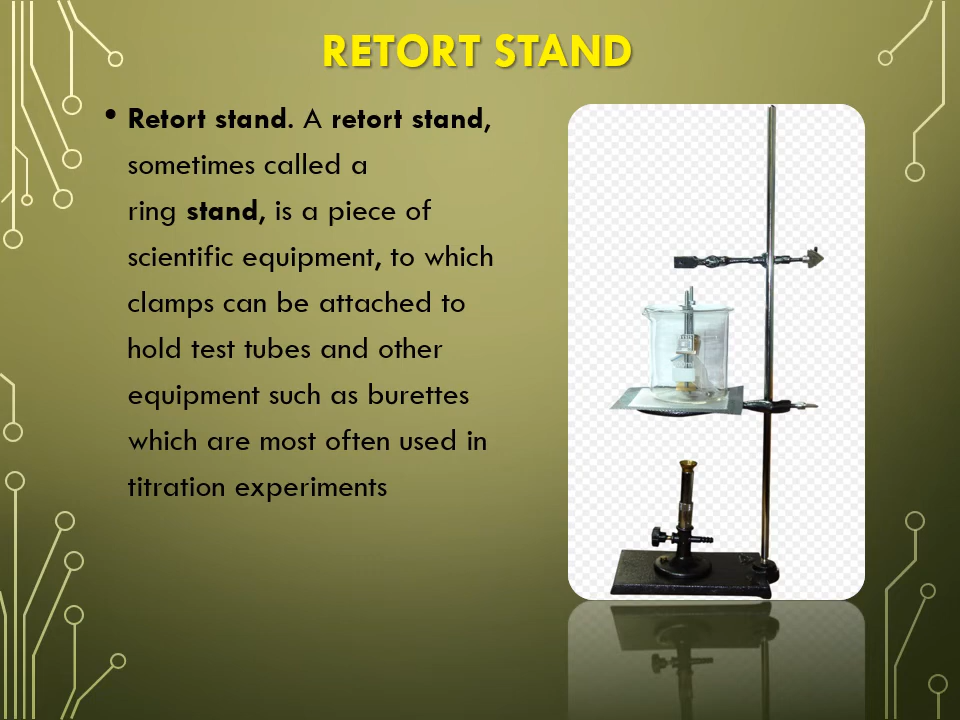 RETORT STAND
• Retort stand. A retort stand,
sometimes called a
ring stand, is a piece of
scientific equipment, to which
clamps can be attached to
hold test tubes and other
equipment such as burettes
which are most often used in
titration experiments